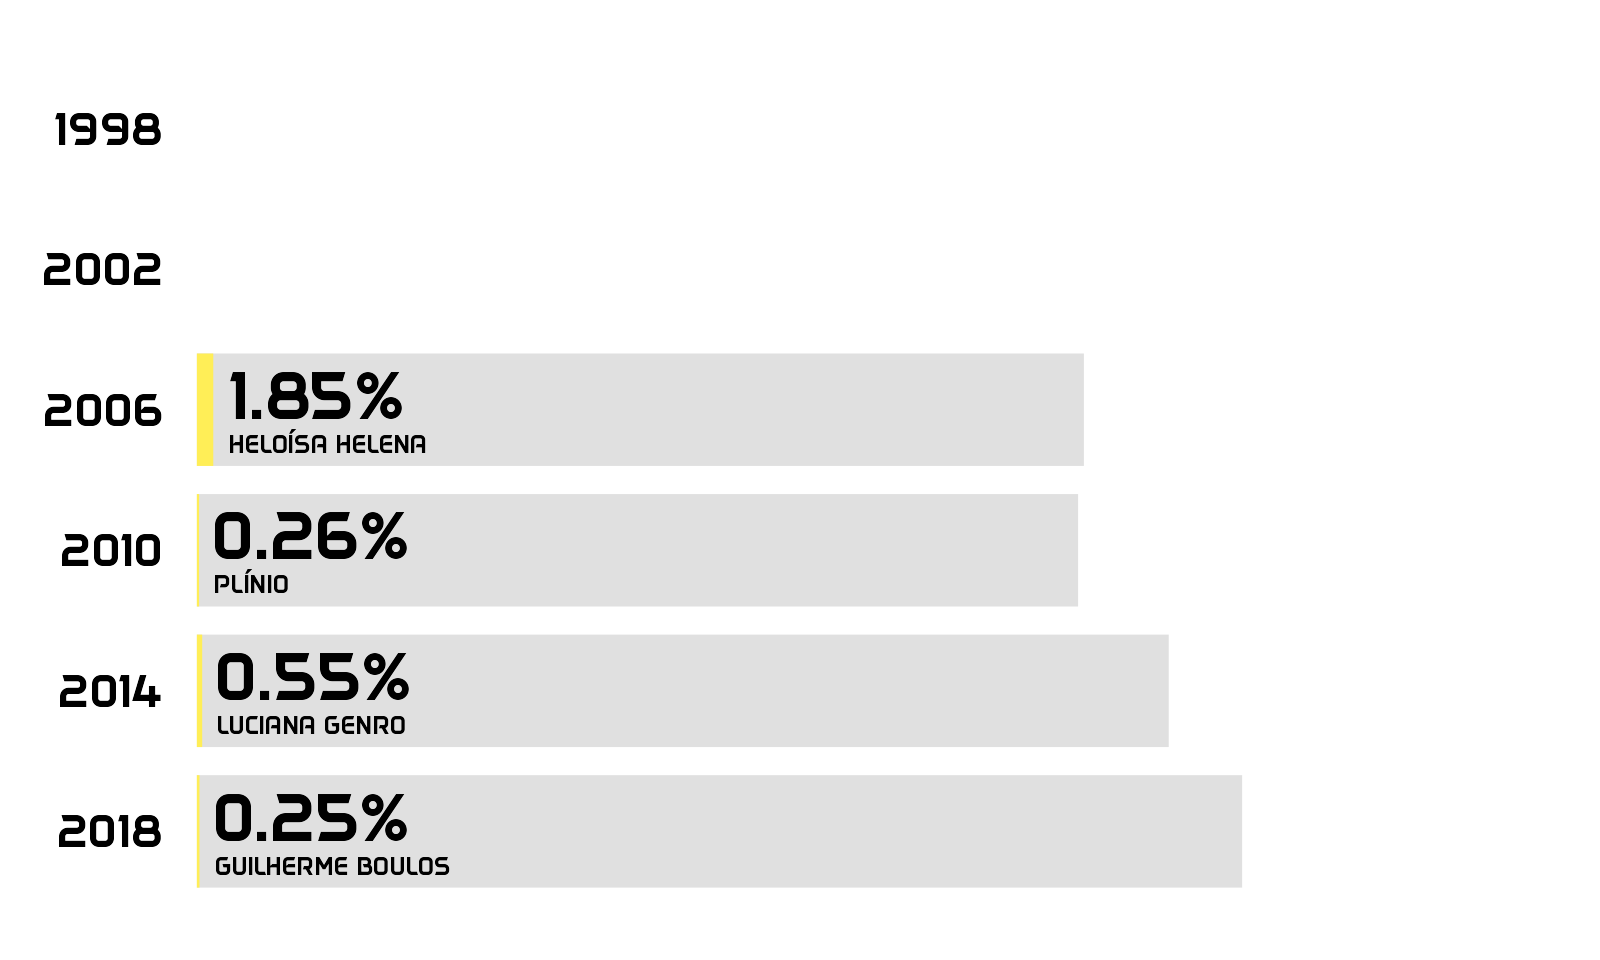 1998
2002
2006
1.85%
HELOÍSA HELENA
2010
0.26%
PLÍNIO
2014
0.55%
LUCIANA GENRO
2018
0.25%
GUILHERME BOULOS